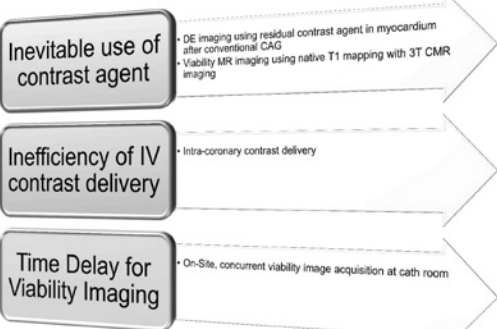 Inevitable use of
contrast agent
• DE imaging using residual contrast agent in myocardium
after conventional CAG
• Viability MR imaging using native T1 mapping with 3T CMR
imaging
Inefficiency of IV
contrast delivery
• Intra-coronary contrast delivery
Time Delay for
Viability Imaging
• On-Site, concurrent viability image acquisition at cath room